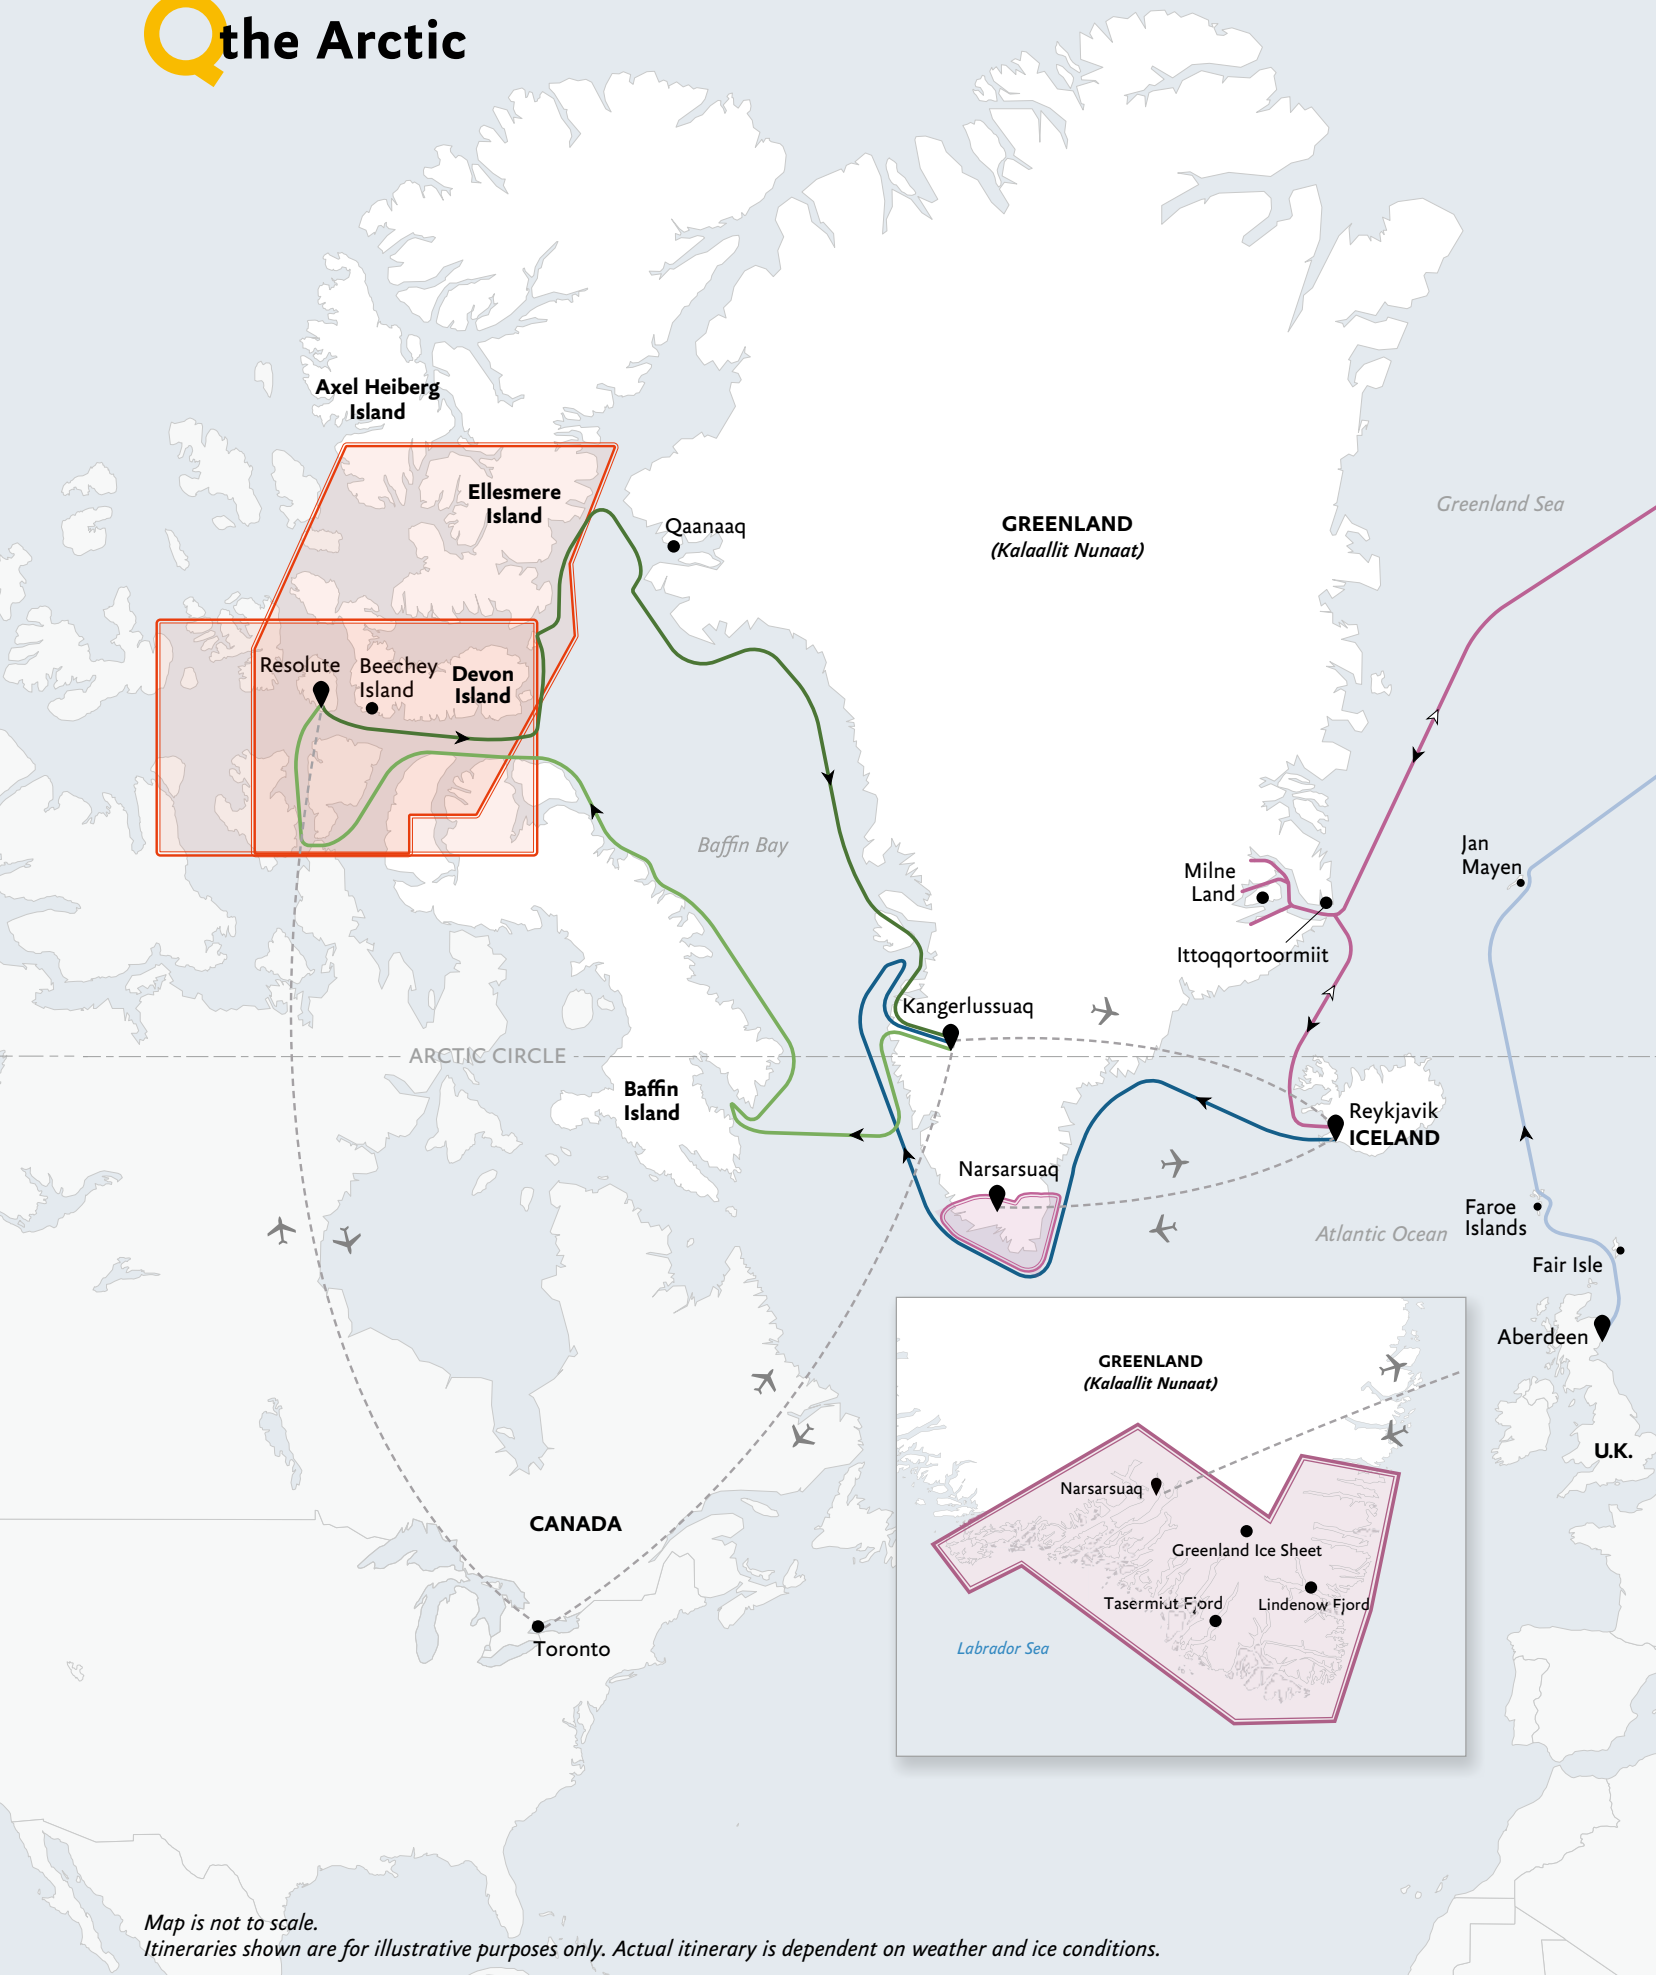 the Arctic
Axel Heiberg
Island
Ellesmere
Island
Qaanaaq
GREENLAND
(Kalaallit Nunaat)
Greenland Sea
Resolute
Beechey
Island
Devon
Island
Baffin Bay
Jan
Mayen
Milne
Land
Ittoqqortoormiit
Kangerlussuaq
ARCTIC CIRCLE
Baffin
Island
Reykjavik
ICELAND
Narsarsuaq
Faroe
Islands
Atlantic Ocean
Fair Isle
Aberdeen
GREENLAND
(Kalaallit Nunaat)
U.K.
Narsarsuaq
CANADA
Greenland Ice Sheet
Tasermiut Fjord
Lindenow Fjord
Labrador Sea
Toronto
Map is not to scale.
Itineraries shown are for illustrative purposes only. Actual itinerary is dependent on weather and ice conditions.